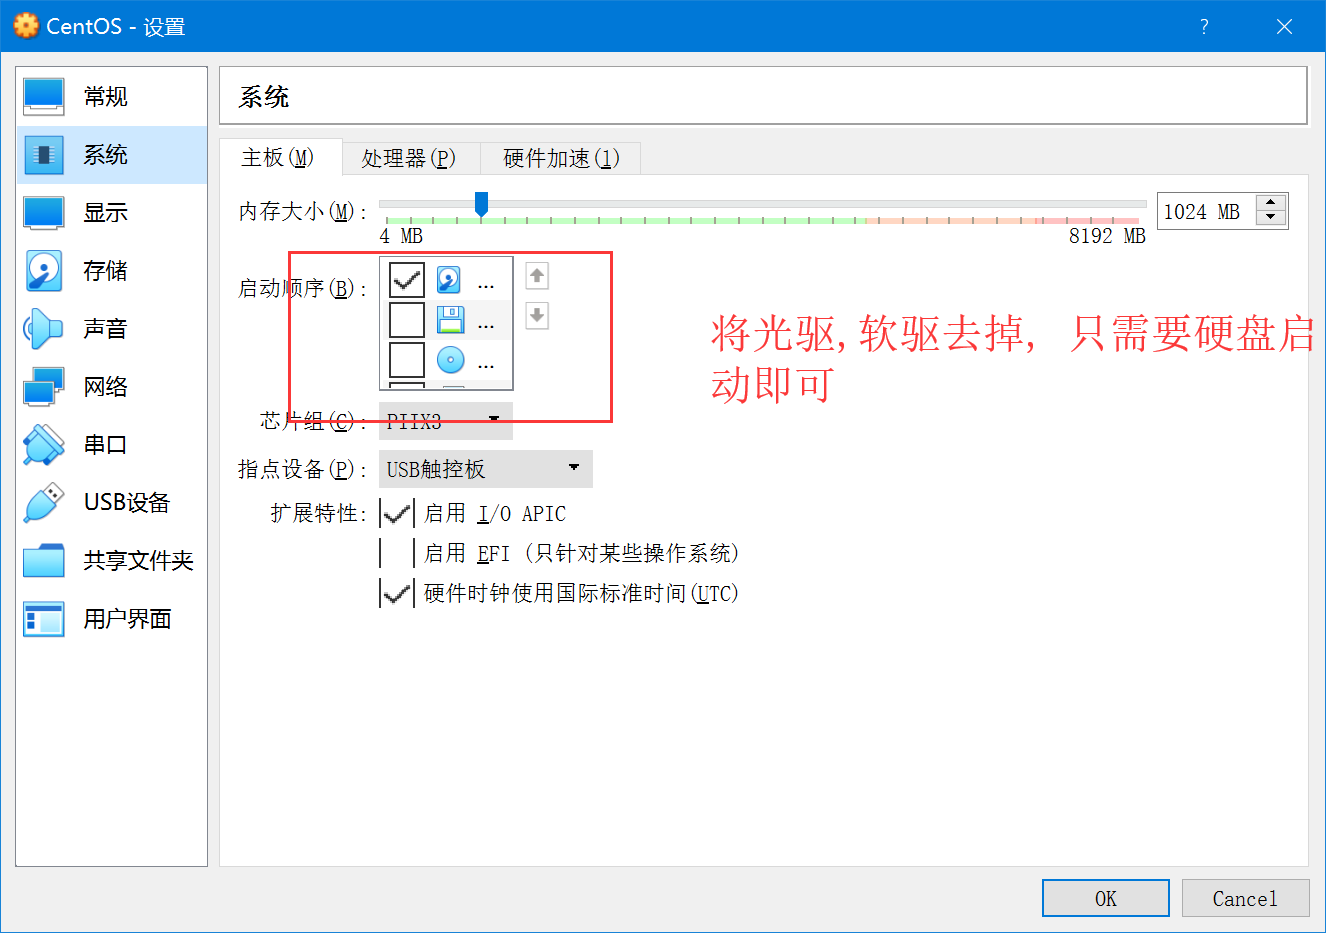 CentOS - 设置
?
常规
系统
显示
存储
声音
网络
串口
USB设备
共享文件夹
用户界面
系统
主板(M)
处理器(P)
硬件加速(l)
内存大小(M):
4 MB
8192 MB
1024 MB
启动顺序(B):
...
...
...
将光驱,软驱去掉, 只需要硬盘启
动即可
芯片组(C):
PIIX3
指点设备(P):
USB触控板
扩展特性:
启用 I/O APIC
启用 EFI (只针对某些操作系统)
硬件时钟使用国际标准时间(UTC)
OK
Cancel